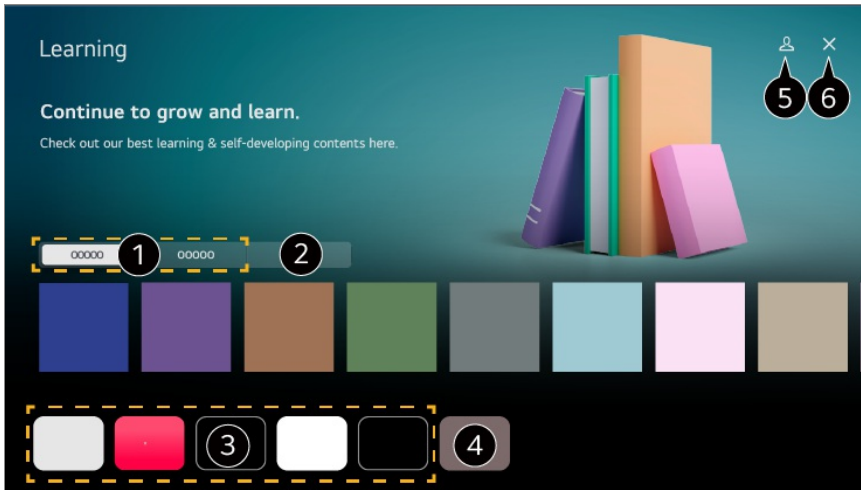 Learning
5 6
Continue to grow and learn.
Check out our best learning & self-developing contents here.
ooooo 1 ooooo 2
3 4